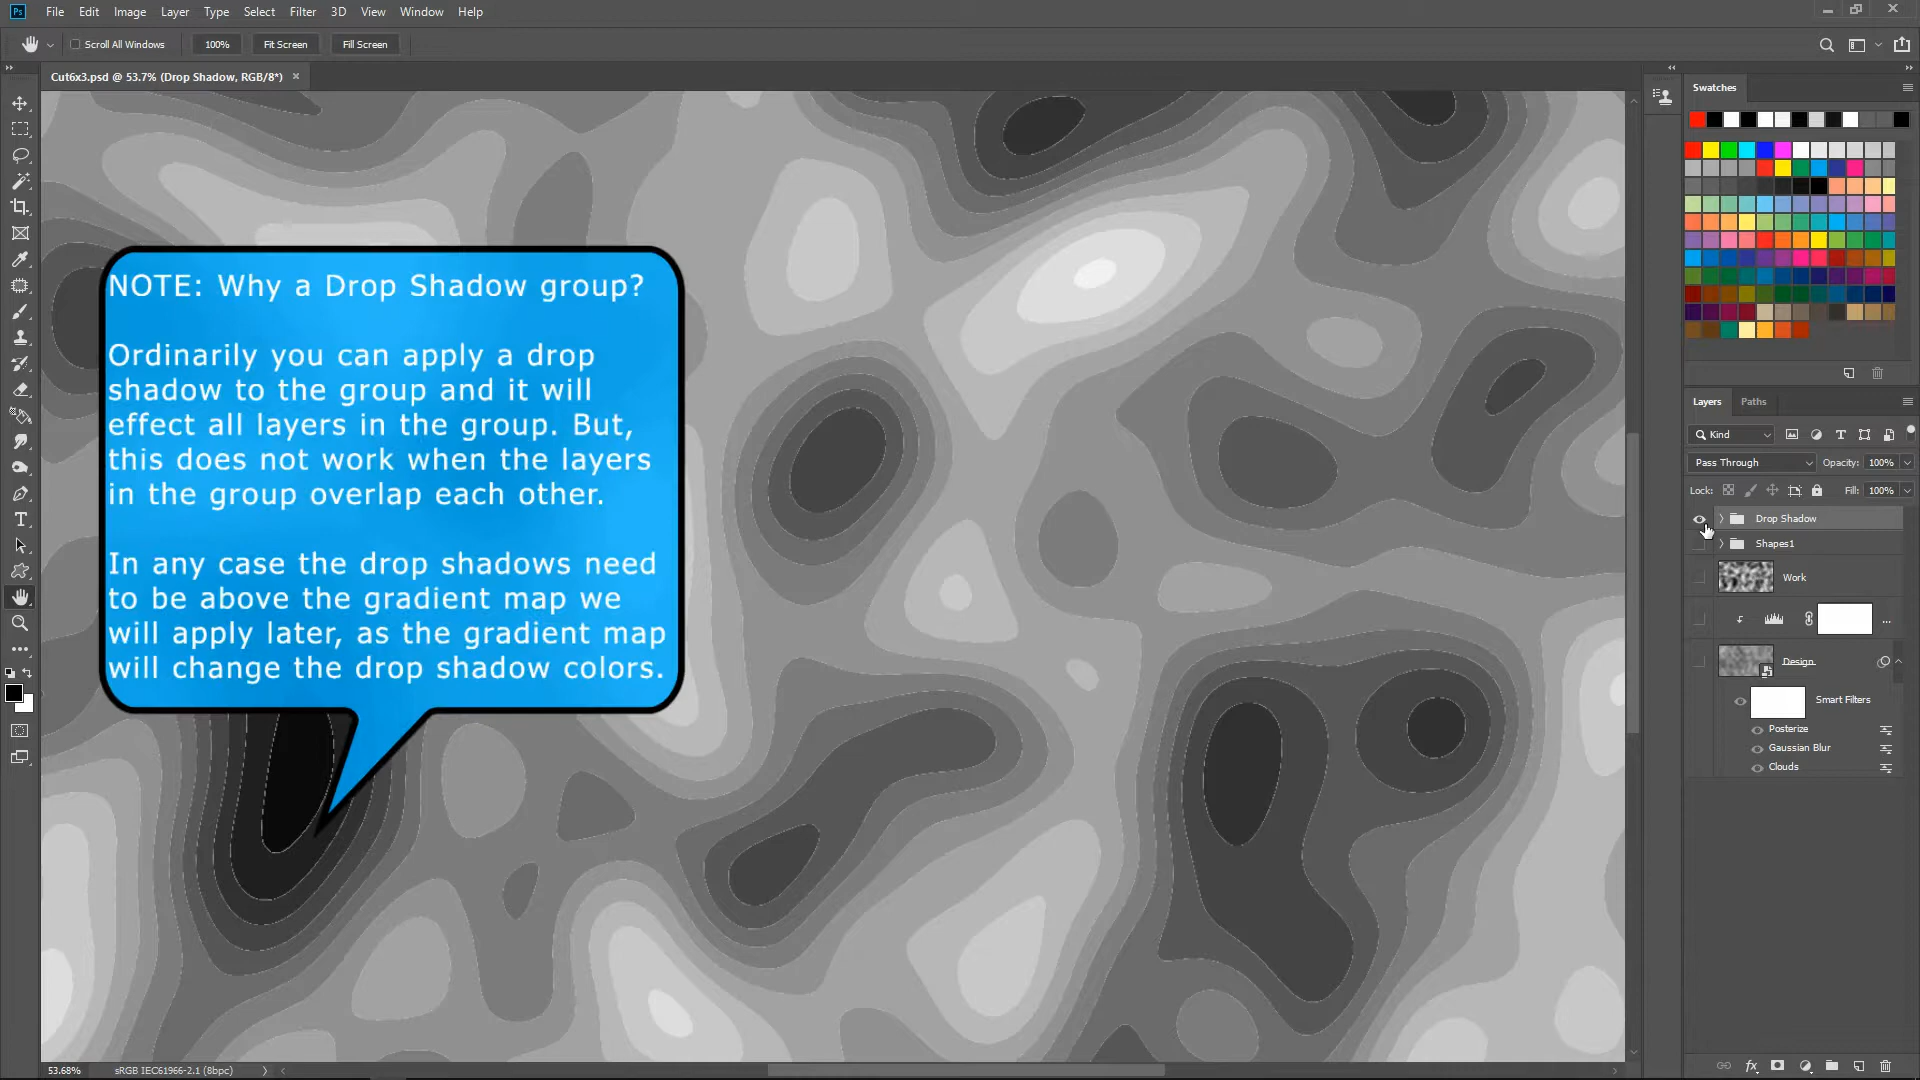 Ps File Edit Image Layer Type Select Filter 3D View Window Help
Scroll All Windows 100% Fit Screen Fill Screen
Cut6x3.psd @ 53.7% (Drop Shadow, RGB/8*) ×
Swatches
NOTE: Why a Drop Shadow group?
Ordinarily you can apply a drop
shadow to the group and it will
effect all layers in the group. But,
this does not work when the layers
in the group overlap each other.
In any case the drop shadows need
to be above the gradient map we
will apply later, as the gradient map
will change the drop shadow colors.
Layers Paths
Kind
Pass Through Opacity: 100%
Lock: Fill: 100%
Drop Shadow
Shapes1
Work
...
Design
Smart Filters
Posterize
Gaussian Blur
Clouds
53.68% sRGB IEC61966-2.1 (8bpc)